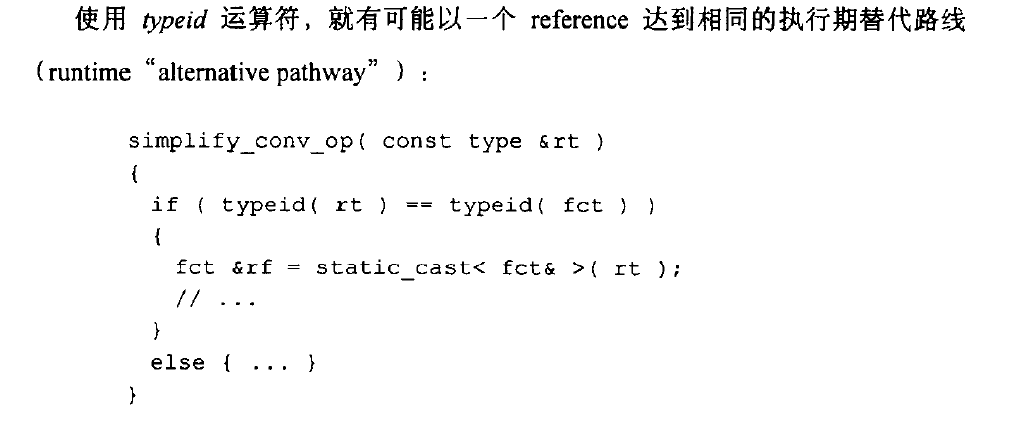 使用 typeid 运算符，就有可能以一个 reference 达到相同的执行期替代路线
（runtime “alternative pathway”）：
simplify_conv_op( const type &rt )
{
if ( typeid( rt ) == typeid( fct ) )
{
fct &rf = static_cast< fct& >( rt );
// ...
}
else { ... }
}